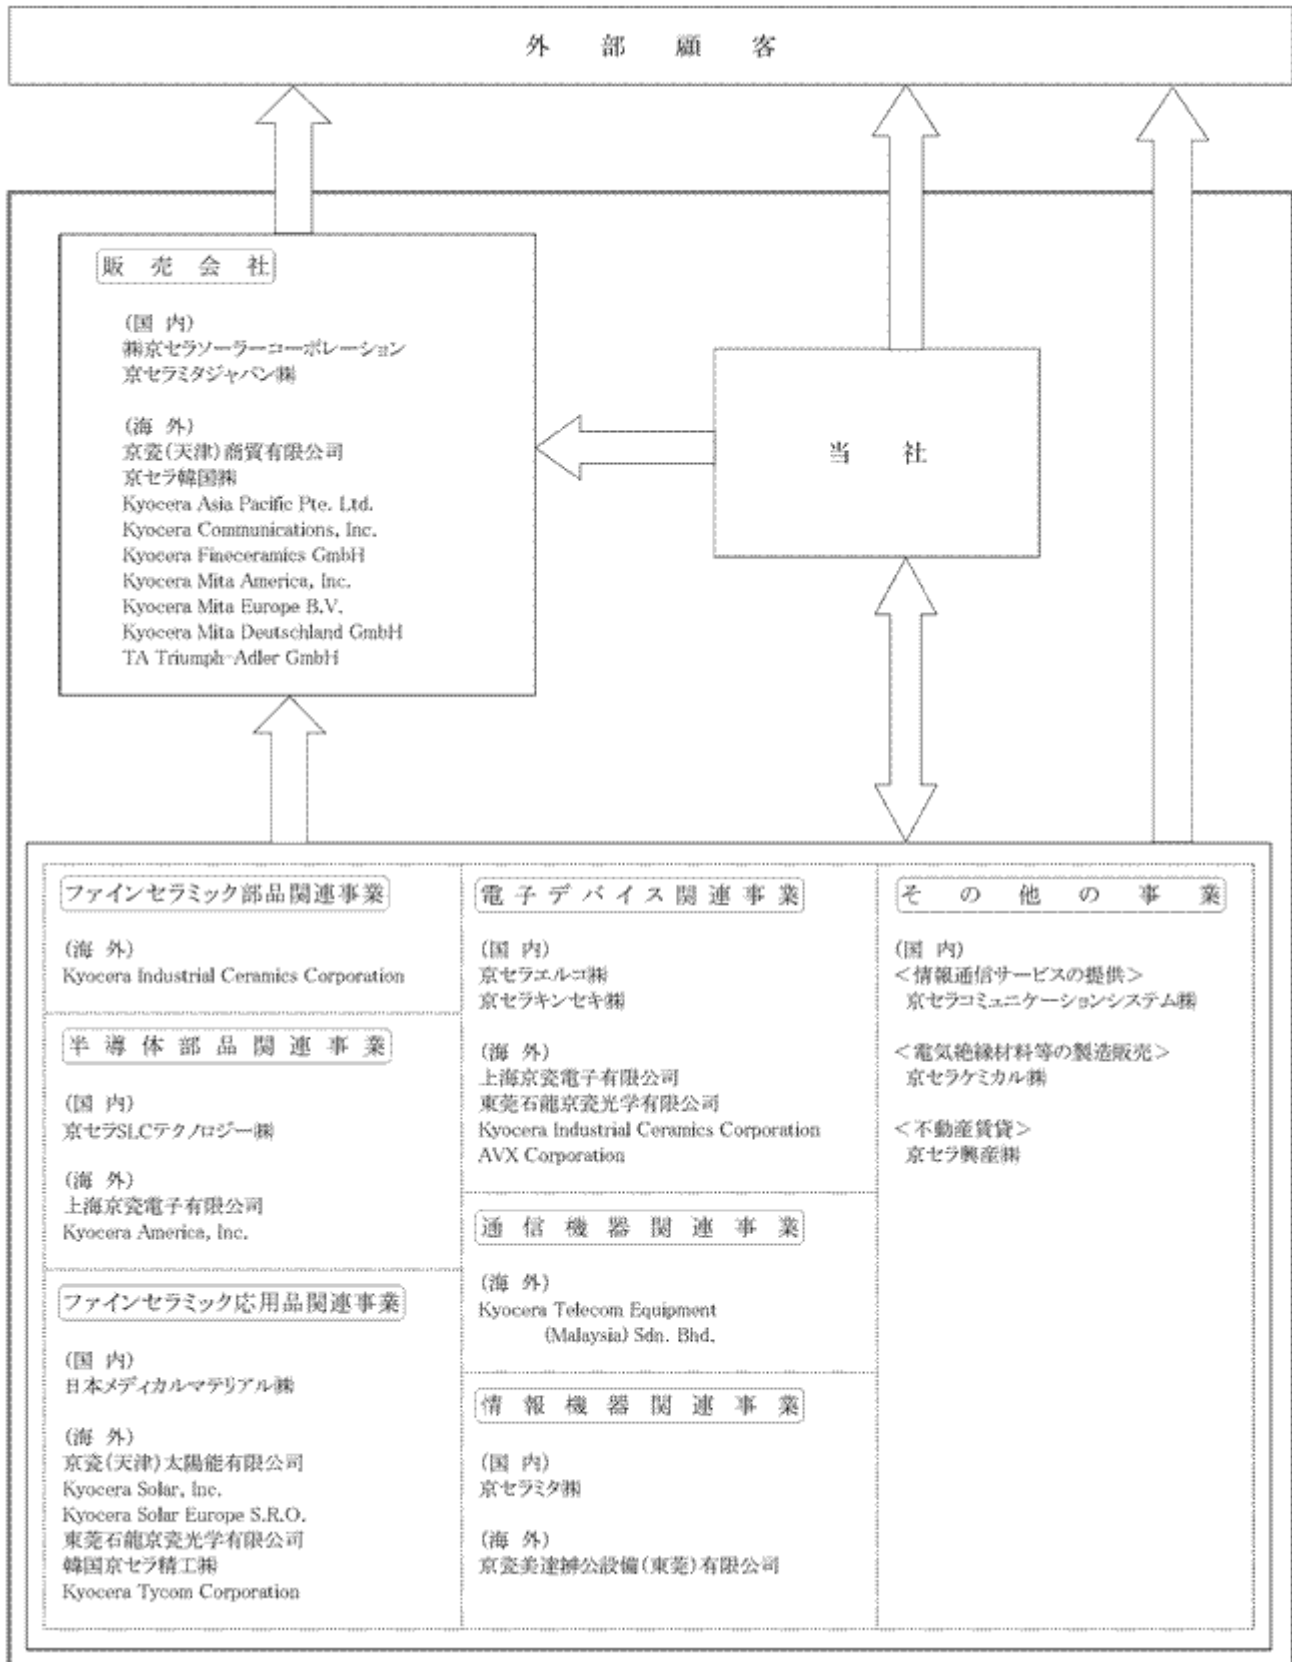 外部顧客
販売会社
(国内)
㈱京セラソーラーコーポレーション
京セラミタジャパン㈱
(海外)
京瓷(天津)商貿有限公司
京セラ韓国㈱
Kyocera Asia Pacific Pte. Ltd.
Kyocera Communications, Inc.
Kyocera Fineceramics GmbH
Kyocera Mita America, Inc.
Kyocera Mita Europe B.V.
Kyocera Mita Deutschland GmbH
TA Triumph-Adler GmbH
当社
ファインセラミック部品関連事業
(海外)
Kyocera Industrial Ceramics Corporation
半導体部品関連事業
(国内)
京セラSLCテクノロジー㈱
(海外)
上海京瓷電子有限公司
Kyocera America, Inc.
ファインセラミック応用品関連事業
(国内)
日本メディカルマテリアル㈱
(海外)
京瓷(天津)太陽能有限公司
Kyocera Solar, Inc.
Kyocera Solar Europe S.R.O.
東莞石龍京瓷光学有限公司
韓国京セラ精工㈱
Kyocera Tycom Corporation
電子デバイス関連事業
(国内)
京セラエルコ㈱
京セラキンセキ㈱
(海外)
上海京瓷電子有限公司
東莞石龍京瓷光学有限公司
Kyocera Industrial Ceramics Corporation
AVX Corporation
通信機器関連事業
(海外)
Kyocera Telecom Equipment
(Malaysia) Sdn. Bhd.
情報機器関連事業
(国内)
京セラミタ㈱
(海外)
京瓷美達辦公設備(東莞)有限公司
その他の事業
(国内)
＜情報通信サービスの提供＞
京セラコミュニケーションシステム㈱
＜電気絶縁材料等の製造販売＞
京セラケミカル㈱
＜不動産賃貸＞
京セラ興産㈱